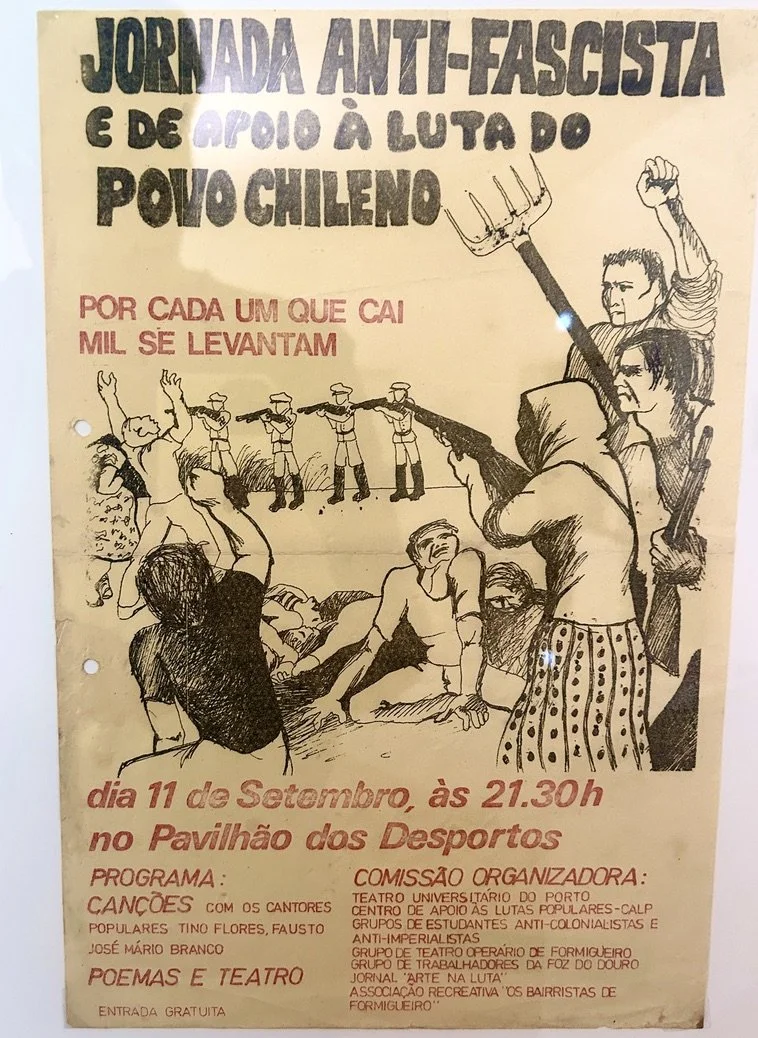 JORNADA ANTI-FASCISTA
E DE APOIO À LUTA DO
POVO CHILENO
POR CADA UM QUE CAI
MIL SE LEVANTAM
dia 11 de Setembro, às 21.30h
no Pavilhão dos Desportos
PROGRAMA:
CANÇÕES COM OS CANTORES
POPULARES TINO FLORES, FAUSTO
JOSÉ MÁRIO BRANCO
POEMAS E TEATRO
ENTRADA GRATUITA
COMISSÃO ORGANIZADORA:
TEATRO UNIVERSITÁRIO DO PORTO
CENTRO DE APOIO ÀS LUTAS POPULARES-CALP
GRUPOS DE ESTUDANTES ANTI-COLONIALISTAS E
ANTI-IMPERIALISTAS
GRUPO DE TEATRO OPERÁRIO DE FORMIGUEIRO
GRUPO DE TRABALHADORES DA FOZ DO DOURO
JORNAL "ARTE NA LUTA"
ASSOCIAÇÃO RECREATIVA "OS BAIRRISTAS DE
FORMIGUEIRO"